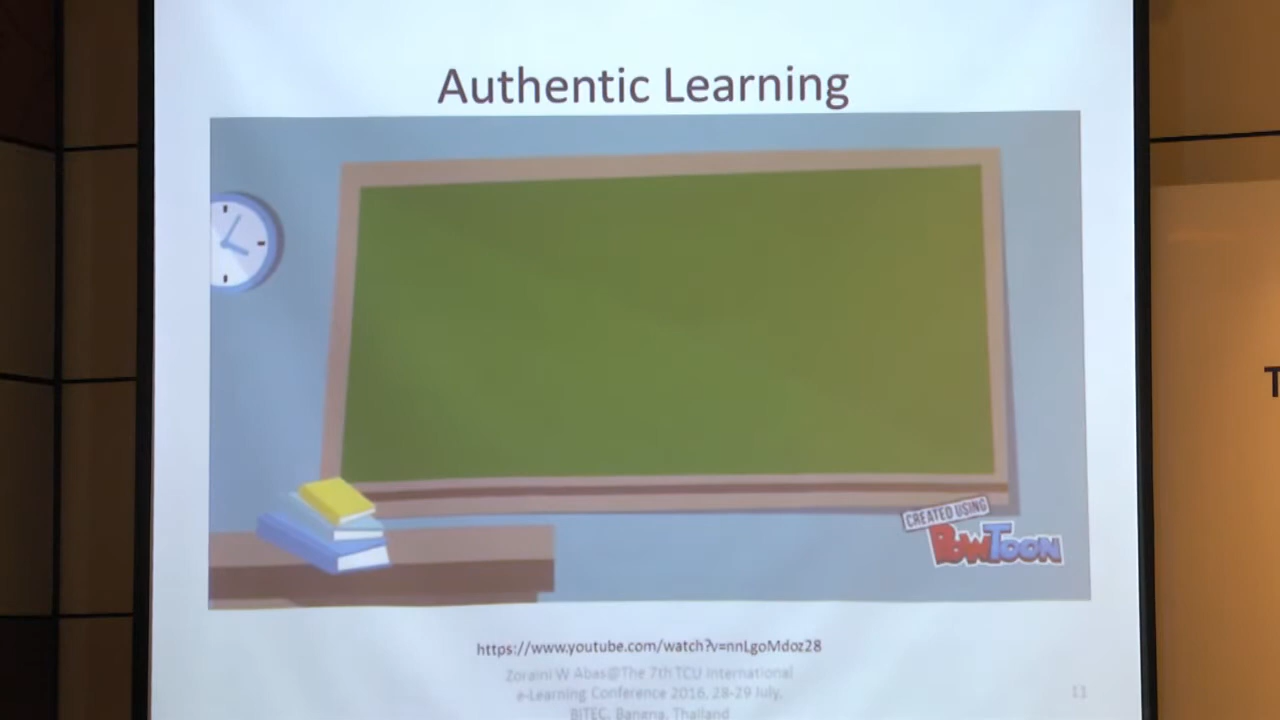 Authentic Learning
CREATED USING
POWTOON
T
https://www.youtube.com/watch?v=nnLgoMdoz28
Zoraini W Abas@The 7th TCU International
e-Learning Conference 2016, 28-29 July,
BITEC, Bangna, Thailand
11